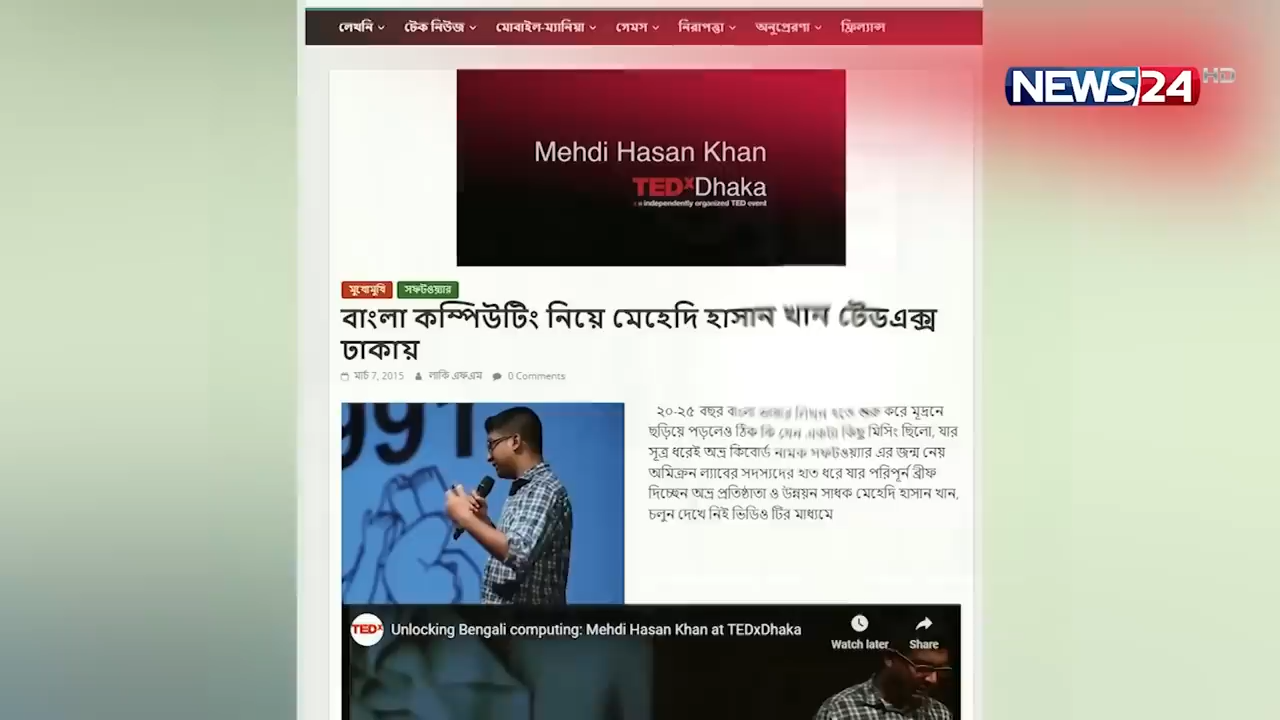 লেখনি টেক নিউজ মোবাইল-ম্যানিয়া গেমস নিরাপত্তা অনুপ্রেরণা ফ্রিল্যান্স
NEWS24 HD
Mehdi Hasan Khan
TEDxDhaka
independently organized TED event
মুখোমুখি সফটওয়্যার
বাংলা কম্পিউটিং নিয়ে মেহেদি হাসান খান টেডএক্স
ঢাকায়
মার্চ 7, 2015 লাকি এফএম 0 Comments
991
২০-২৫ বছর বাংলা করে মূদ্রনে
ছড়িয়ে পড়লেও ঠিক কি যেন একটা কিছু মিসিং ছিলো, যার
সূত্র ধরেই অভ্র কিবোর্ড নামক সফটওয়্যার এর জন্ম নেয়
অমিক্রন ল্যাবের সদস্যদের হাত ধরে যার পরিপূর্ন ব্রীফ
দিচ্ছেন অভ্র প্রতিষ্ঠাতা ও উন্নয়ন সাধক মেহেদি হাসান খান,
চলুন দেখে নিই ভিডিও টির মাধ্যমে
TEDx Unlocking Bengali computing: Mehdi Hasan Khan at TEDxDhaka
Watch later Share